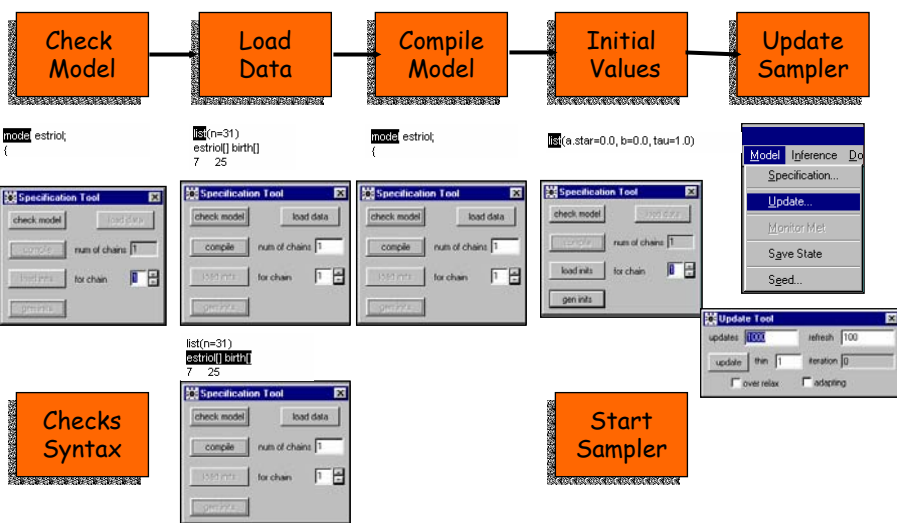 Check
Model
Load
Data
Compile
Model
Initial
Values
Update
Sampler
model estriol;
{
list(n=31)
estriol[] birth[]
7 25
model estriol;
{
list(a.star=0.0, b=0.0, tau=1.0)
Model Inference Do
Specification...
Update...
Monitor Met
Save State
Seed...
Specification Tool
check model load data
compile num of chains 1
load inits for chain 1
gen inits
Specification Tool
check model load data
compile num of chains 1
load inits for chain 1
gen inits
Specification Tool
check model load data
compile num of chains 1
load inits for chain 1
gen inits
Specification Tool
check model load data
compile num of chains 1
load inits for chain 1
gen inits
Update Tool
updates 1000 refresh 100
update thin 1 iteration 0
over relax adapting
list(n=31)
estriol[] birth[]
7 25
Specification Tool
check model load data
compile num of chains 1
load inits for chain 1
gen inits
Checks
Syntax
Start
Sampler